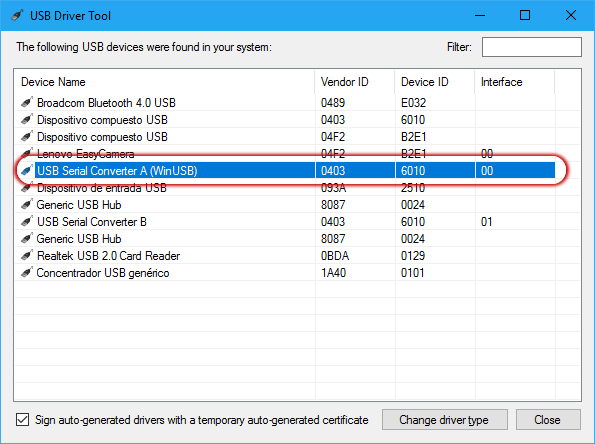 USB Driver Tool
The following USB devices were found in your system: Filter:
Device Name Vendor ID Device ID Interface
Broadcom Bluetooth 4.0 USB 0489 E032
Dispositivo compuesto USB 0403 6010
Dispositivo compuesto USB 04F2 B2E1
Lenovo EasyCamera 04F2 B2E1 00
USB Serial Converter A (WinUSB) 0403 6010 00
Dispositivo de entrada USB 093A 2510
Generic USB Hub 8087 0024
USB Serial Converter B 0403 6010 01
Generic USB Hub 8087 0024
Realtek USB 2.0 Card Reader 0BDA 0129
Concentrador USB genérico 1A40 0101
Sign auto-generated drivers with a temporary auto-generated certificate Change driver type Close